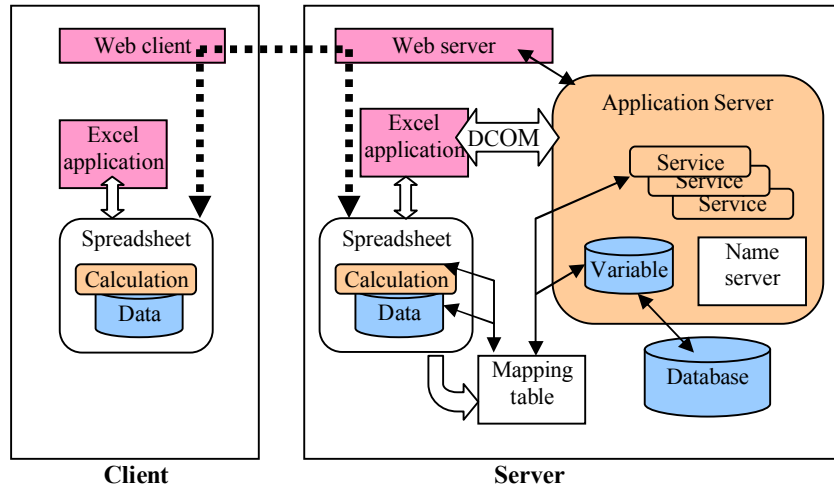 Web client
Excel
application
Spreadsheet
Calculation
Data
Client
Web server
Excel
application
DCOM
Spreadsheet
Calculation
Data
Mapping
table
Application Server
Service
Service
Service
Variable
Name
server
Database
Server